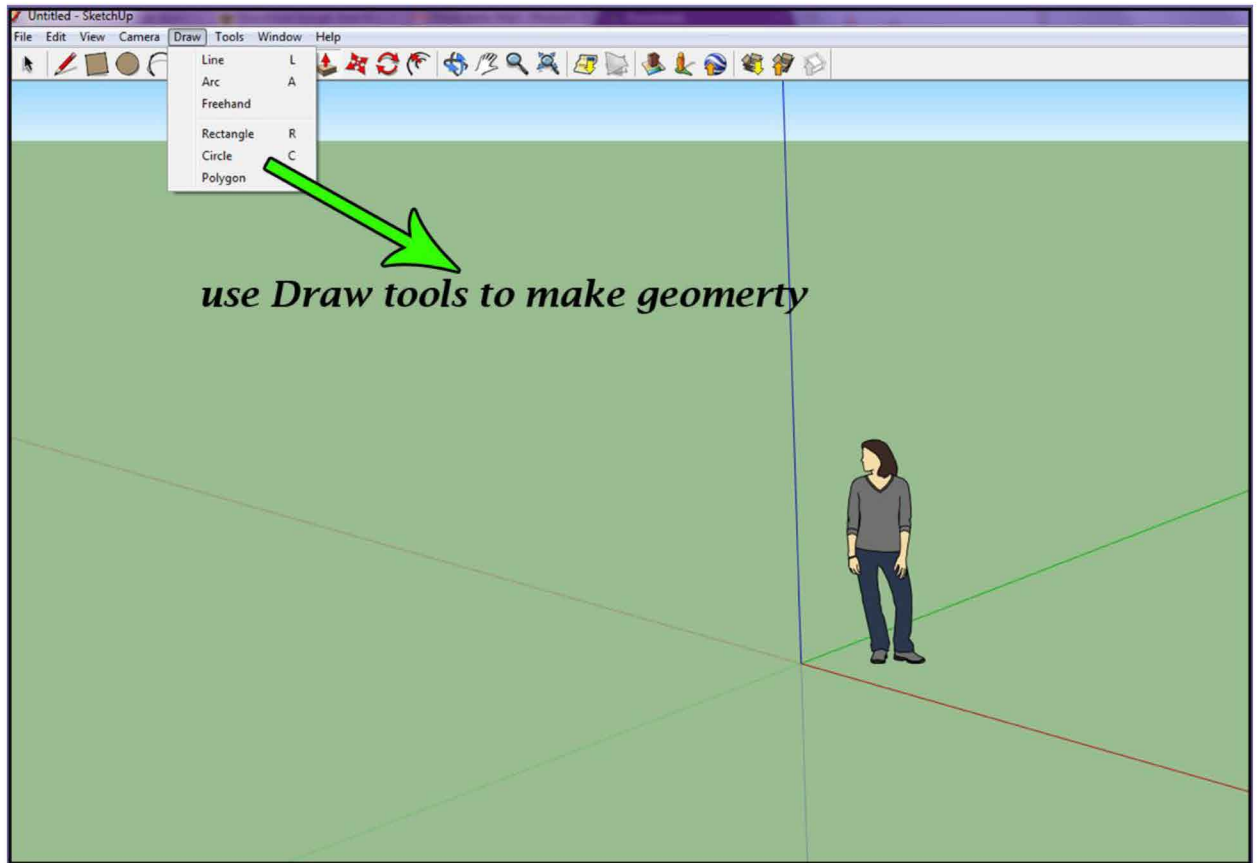 Untitled - SketchUp
File Edit View Camera Draw Tools Window Help
Line L
Arc A
Freehand
Rectangle R
Circle C
Polygon
use Draw tools to make geomerty